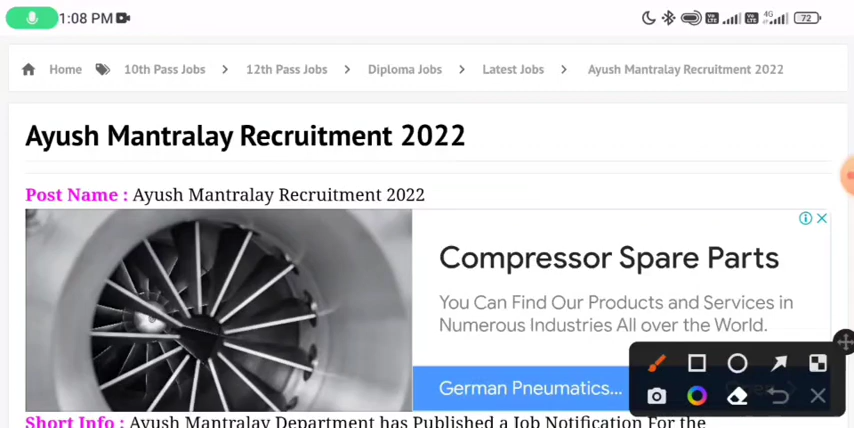 1:08 PM
4G
72
Home 10th Pass Jobs > 12th Pass Jobs > Diploma Jobs > Latest Jobs > Ayush Mantralay Recruitment 2022
Ayush Mantralay Recruitment 2022
Post Name : Ayush Mantralay Recruitment 2022
Compressor Spare Parts
You Can Find Our Products and Services in
Numerous Industries All over the World.
German Pneumatics...
Short Info : Ayush Mantralay Department has Published a Job Notification For the